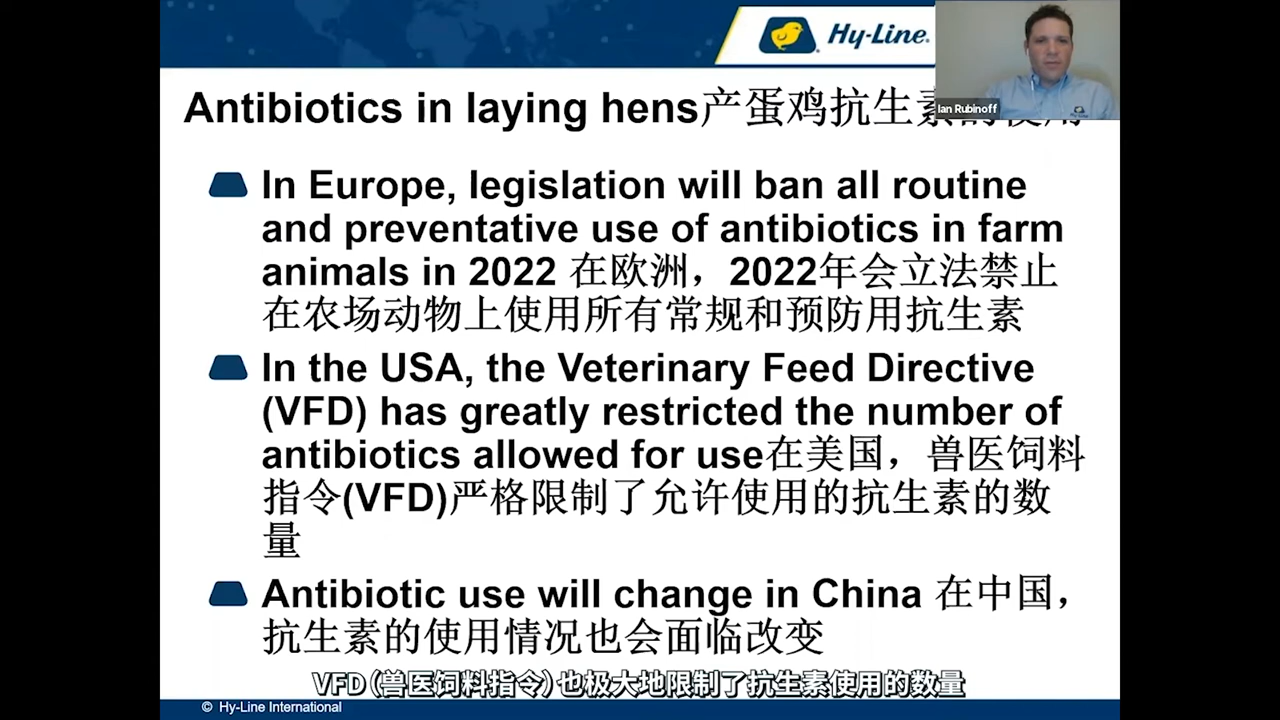 Hy-Line
Ian Rubinoff
Antibiotics in laying hens产蛋鸡抗生素的使用
In Europe, legislation will ban all routine
and preventative use of antibiotics in farm
animals in 2022 在欧洲，2022年会立法禁止
在农场动物上使用所有常规和预防用抗生素
In the USA, the Veterinary Feed Directive
(VFD) has greatly restricted the number of
antibiotics allowed for use在美国，兽医饲料
指令(VFD)严格限制了允许使用的抗生素的数
量
Antibiotic use will change in China 在中国，
抗生素的使用情况也会面临改变
VFD（兽医饲料指令）也极大地限制了抗生素使用的数量
© Hy-Line International